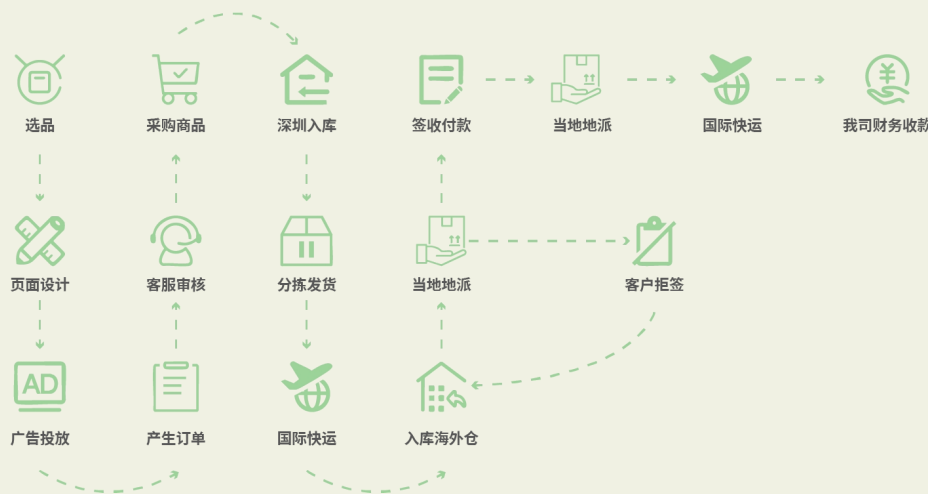 选品
采购商品
深圳入库
签收付款
当地地派
国际快运
我司财务收款
页面设计
客服审核
分拣发货
当地地派
客户拒签
AD
广告投放
产生订单
国际快运
入库海外仓